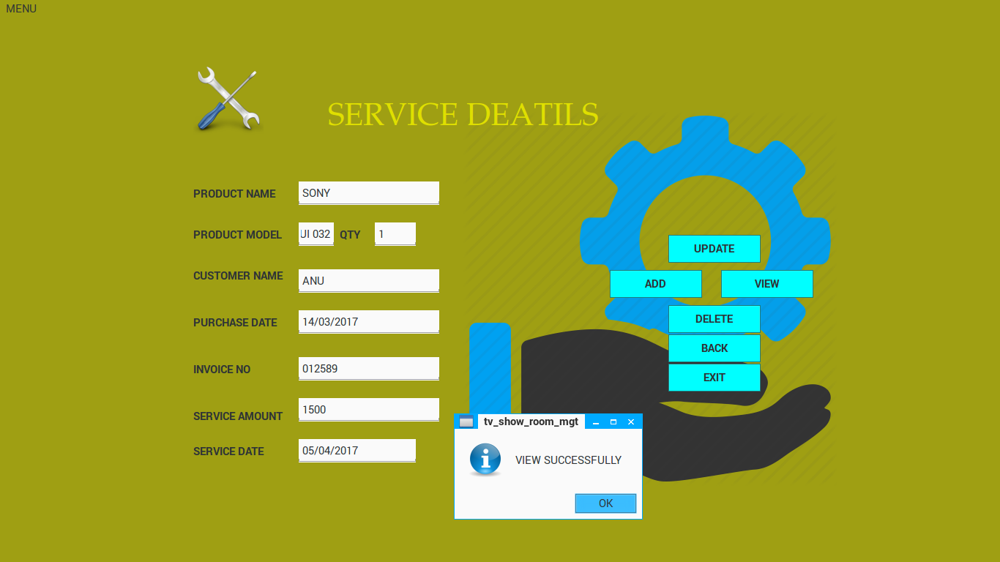 MENU
SERVICE DEATILS
PRODUCT NAME SONY
PRODUCT MODEL UI 032 QTY 1
UPDATE
CUSTOMER NAME ANU
ADD VIEW
PURCHASE DATE 14/03/2017
DELETE
BACK
INVOICE NO 012589
EXIT
SERVICE AMOUNT 1500
SERVICE DATE 05/04/2017
tv_show_room_mgt
VIEW SUCCESSFULLY
OK